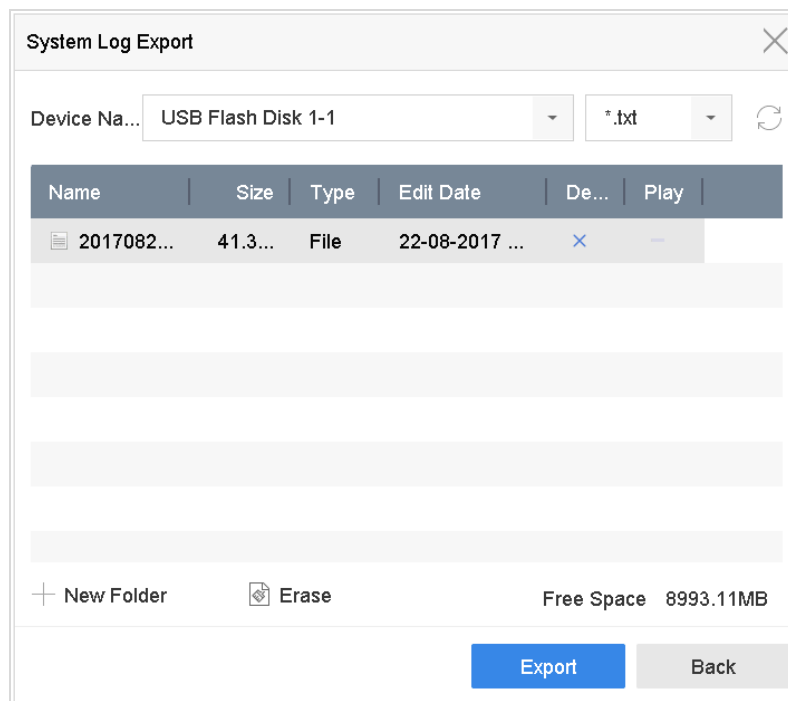 System Log Export
Device Na... USB Flash Disk 1-1 *.txt
Name Size Type Edit Date De... Play
2017082... 41.3... File 22-08-2017 ... × –
New Folder Erase Free Space 8993.11MB
Export Back